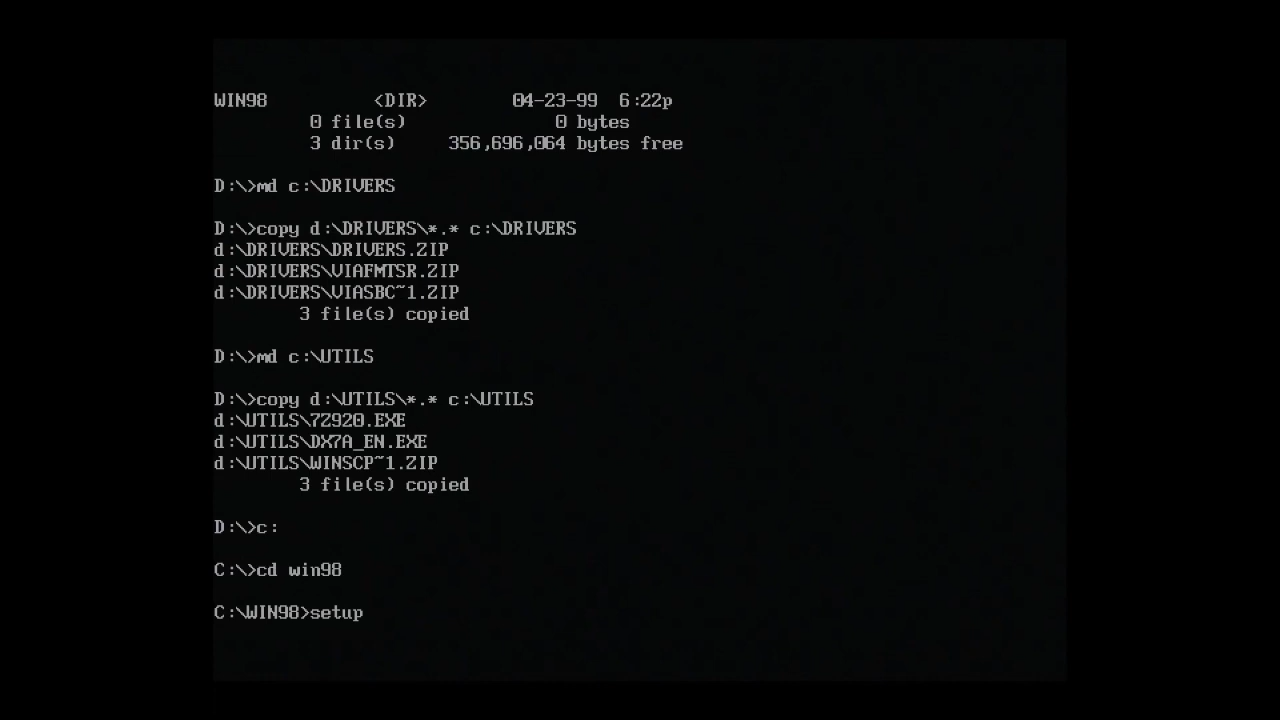 WIN98          <DIR>        04-23-99  6:22p
         0 file(s)              0 bytes
         3 dir(s)     356,696,064 bytes free
D:\>md c:\DRIVERS
D:\>copy d:\DRIVERS\*.* c:\DRIVERS
d:\DRIVERS\DRIVERS.ZIP
d:\DRIVERS\VIAFMTSR.ZIP
d:\DRIVERS\VIASBC~1.ZIP
        3 file(s) copied
D:\>md c:\UTILS
D:\>copy d:\UTILS\*.* c:\UTILS
d:\UTILS\7Z920.EXE
d:\UTILS\DX7A_EN.EXE
d:\UTILS\WINSCP~1.ZIP
        3 file(s) copied
D:\>c:
C:\>cd win98
C:\WIN98>setup